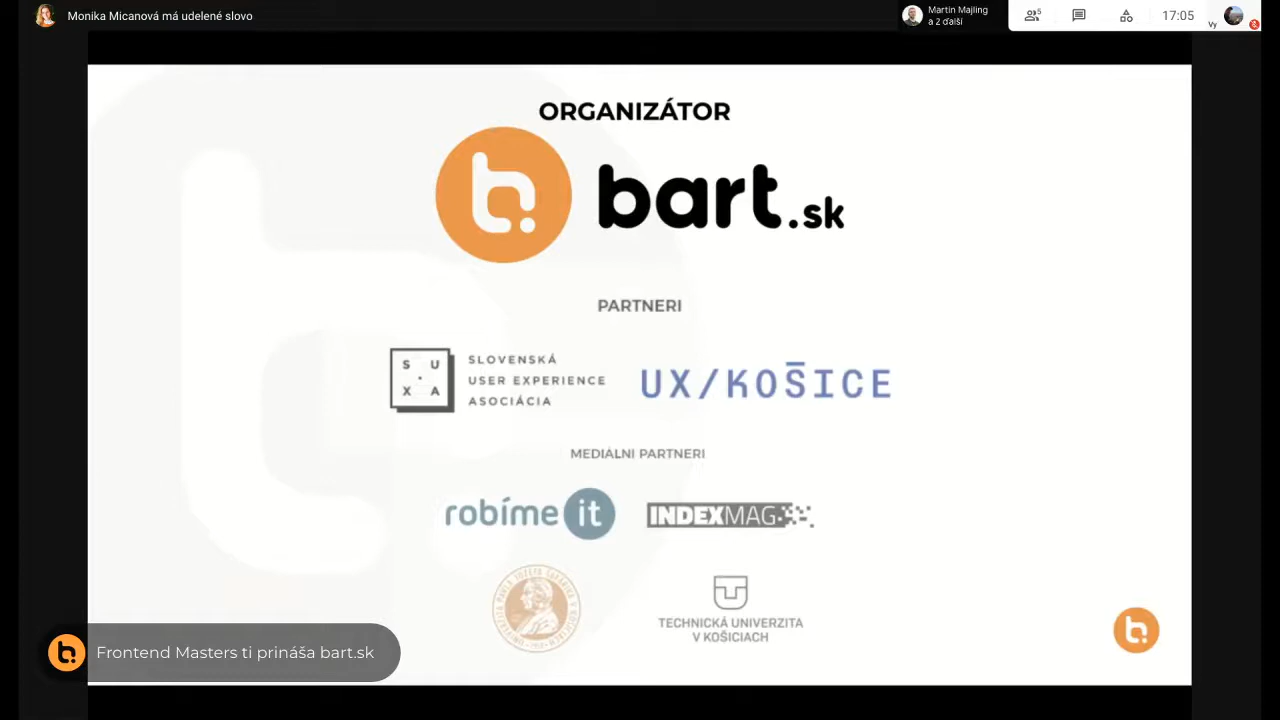 Monika Micanová má udelené slovo
Martin Majling
a 2 ďalší
5
17:05
Vy
ORGANIZÁTOR
bart.sk
PARTNERI
S U
X A
SLOVENSKÁ
USER EXPERIENCE
ASOCIÁCIA
UX/KOŠICE
MEDIÁLNI PARTNERI
robíme it
INDEXMAG
TECHNICKÁ UNIVERZITA
V KOŠICIACH
Frontend Masters ti prináša bart.sk